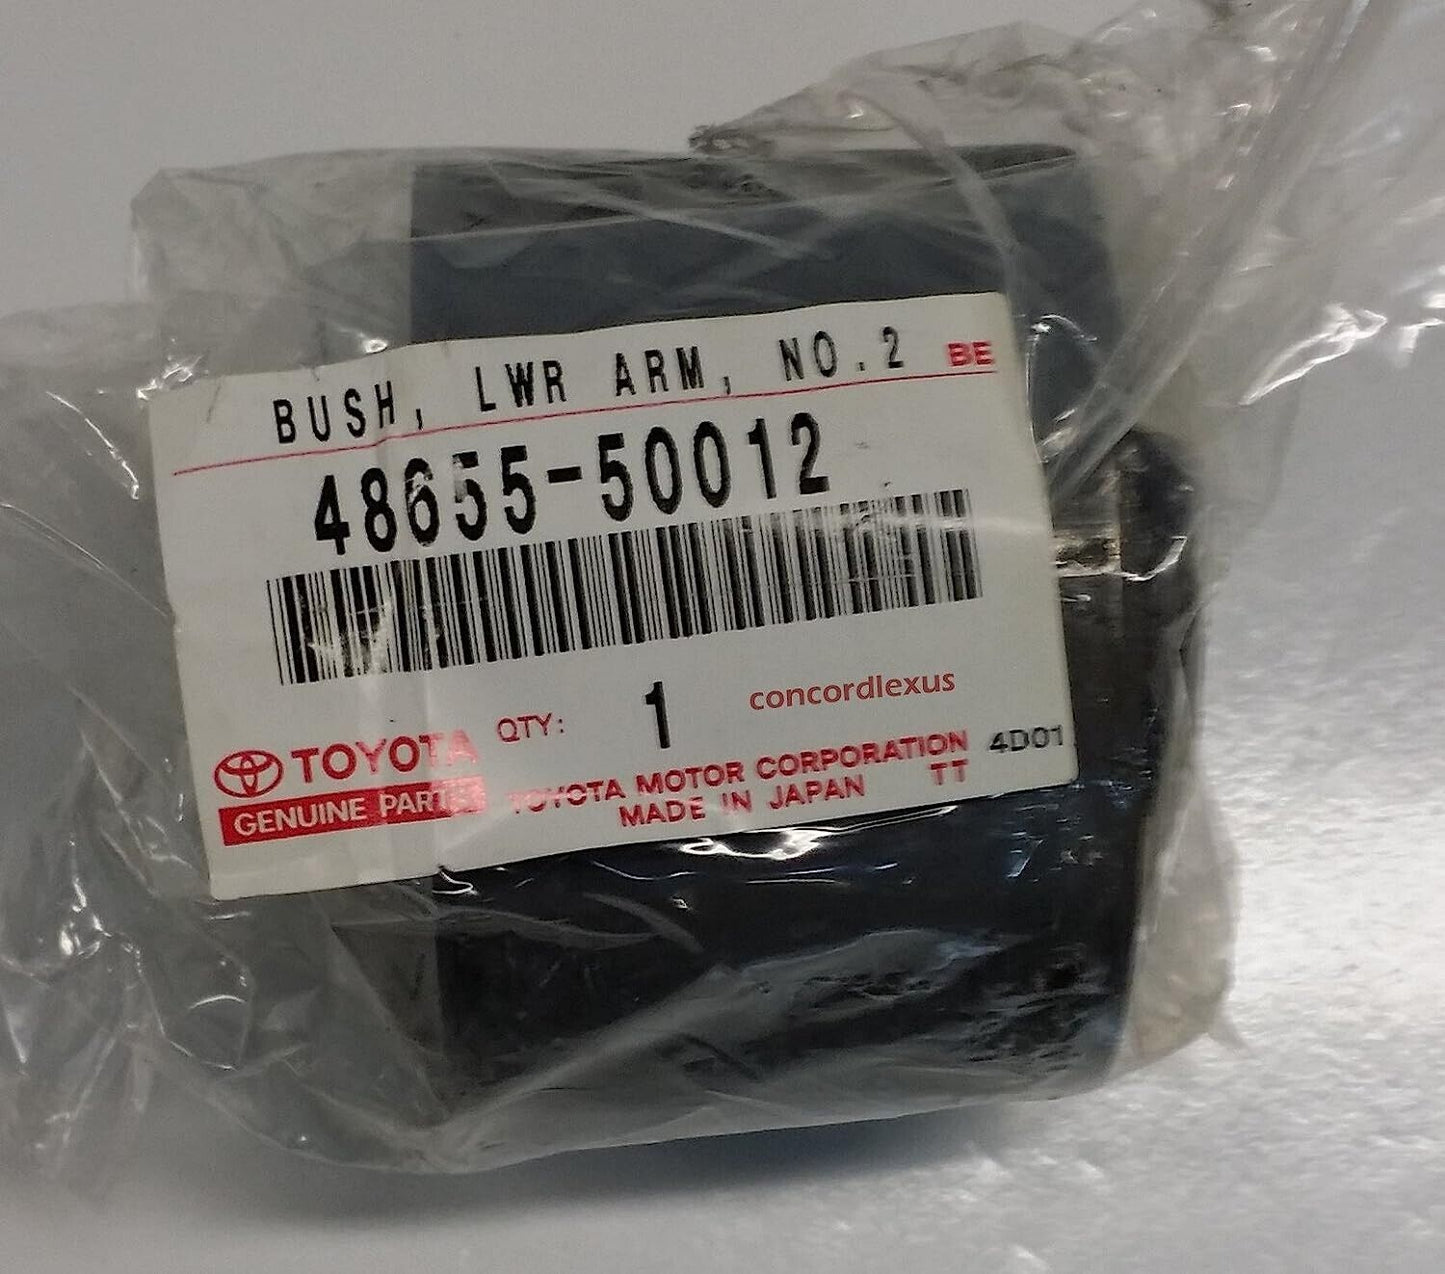 BUSH, LWR ARM, NO.2 BE
48655-50012
QTY: 1 concordlexus
TOYOTA
GENUINE PARTS
TOYOTA MOTOR CORPORATION 4D01
MADE IN JAPAN TT